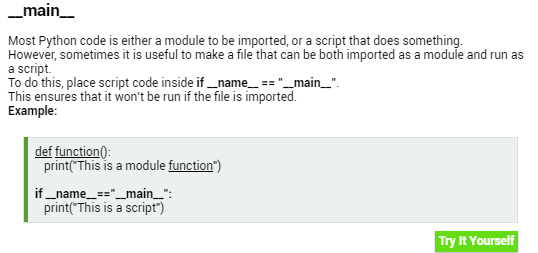 __main__
Most Python code is either a module to be imported, or a script that does something.
However, sometimes it is useful to make a file that can be both imported as a module and run as
a script.
To do this, place script code inside if __name__ == "__main__".
This ensures that it won't be run if the file is imported.
Example:
def function():
print("This is a module function")
if __name__=="__main__":
print("This is a script")
Try It Yourself